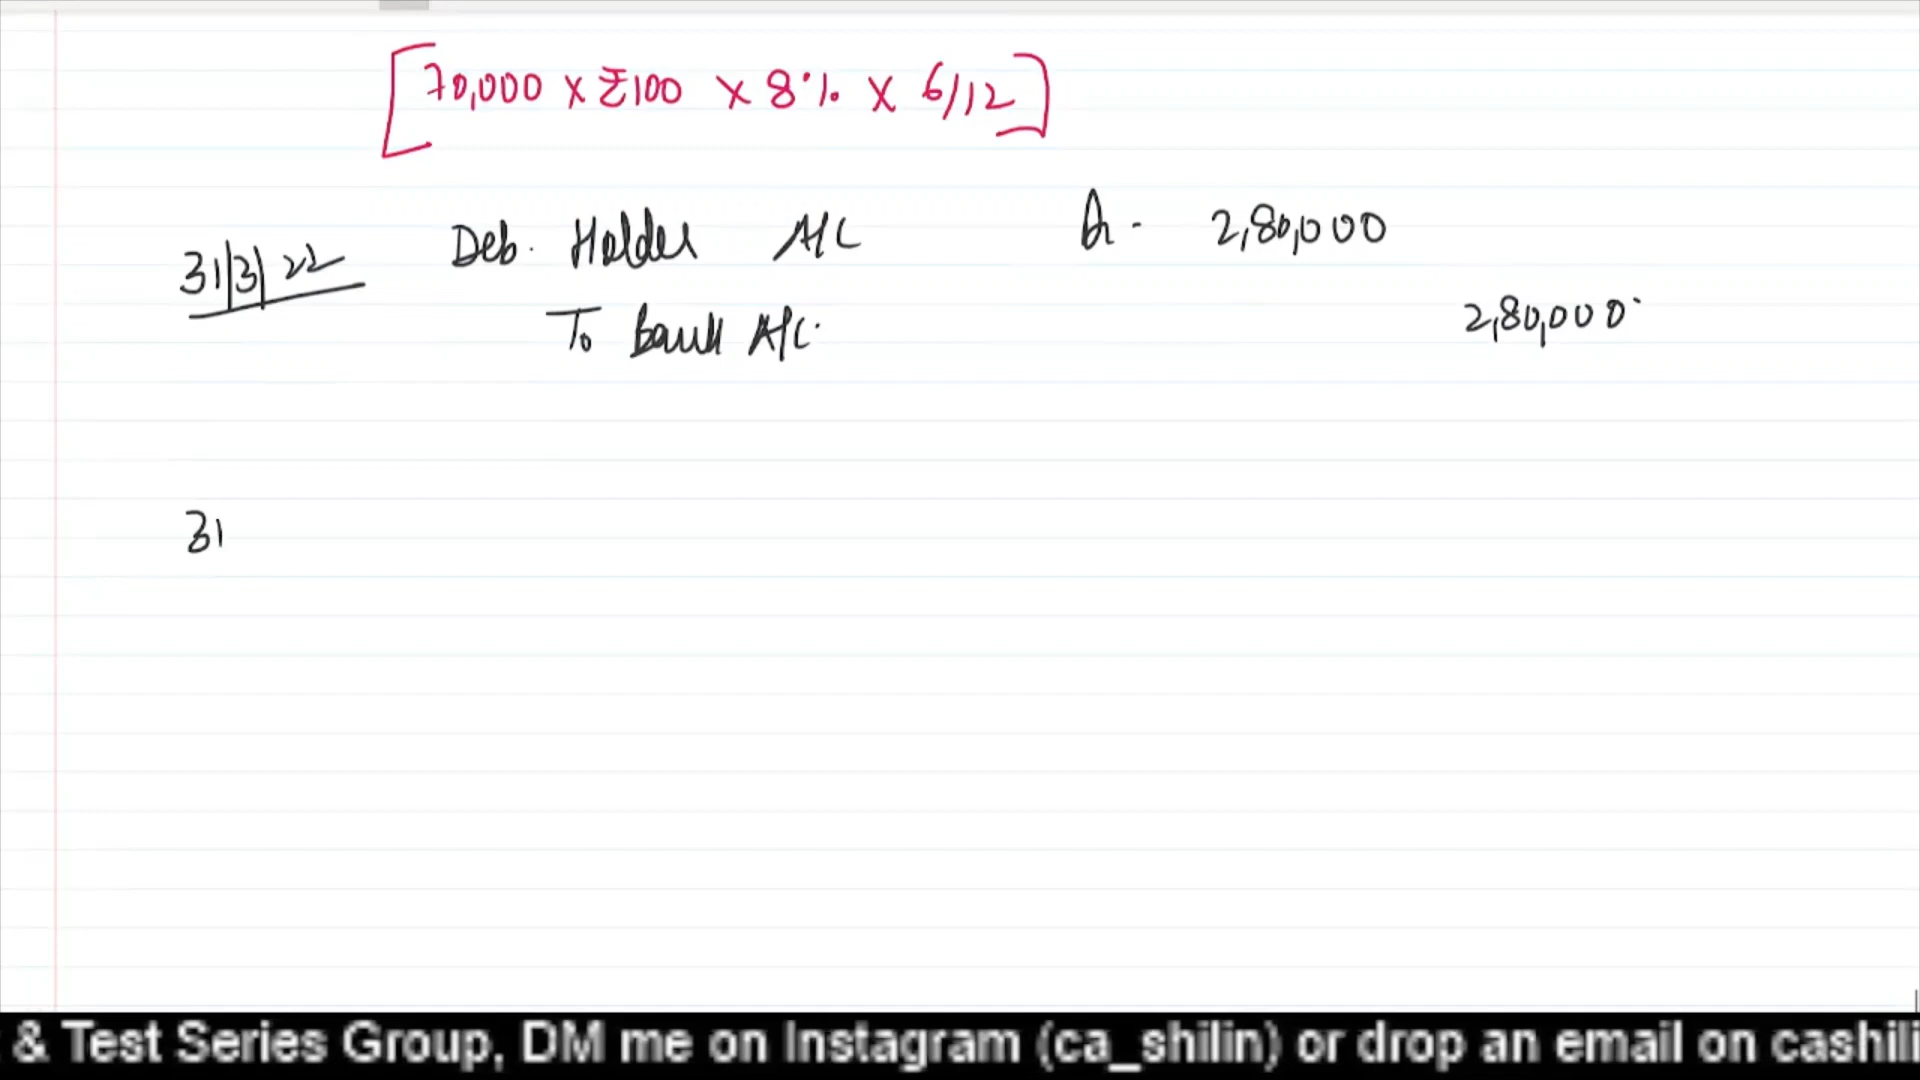 [70,000 x ₹100 x 8% x 6/12]
31/3/22 Deb. Holder A/C Dr. 2,80,000
To Bank A/C. 2,80,000
31
& Test Series Group, DM me on Instagram (ca_shilin) or drop an email on cashili